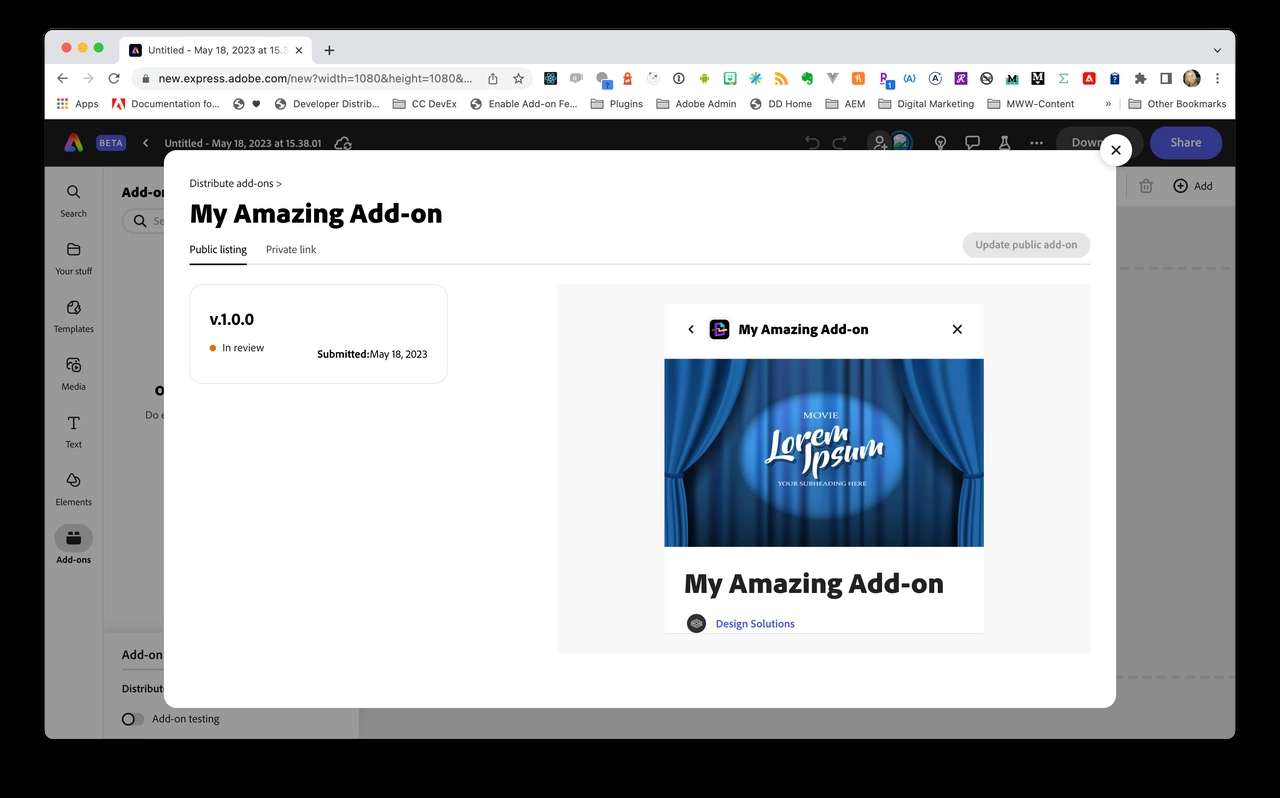 Untitled - May 18, 2023 at 15.3
new.express.adobe.com/new?width=1080&height=1080&...
Apps
Documentation fo...
Developer Distrib...
CC DevEx
Enable Add-on Fe...
Plugins
Adobe Admin
DD Home
AEM
Digital Marketing
MWW-Content
»
Other Bookmarks
BETA
Untitled - May 18, 2023 at 15.38.01
Down
Share
Search
Your stuff
Templates
Media
Text
Elements
Add-ons
Add-on
Se
Do e
Add-on
Distribut
Add-on testing
Add
Distribute add-ons >
My Amazing Add-on
Public listing
Private link
Update public add-on
v.1.0.0
In review
Submitted:May 18, 2023
My Amazing Add-on
MOVIE
Lorem
Ipsum
YOUR SUBHEADING HERE
My Amazing Add-on
Design Solutions